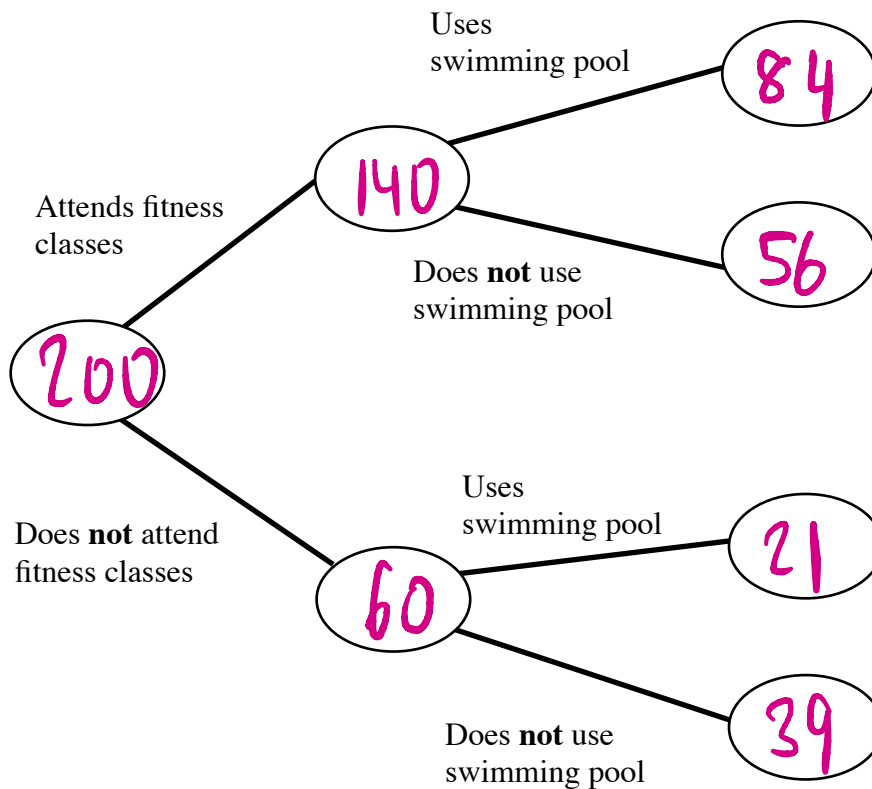 Uses
swimming pool
84
140
Attends fitness
classes
56
Does not use
swimming pool
200
Uses
swimming pool
Does not attend
fitness classes
21
60
39
Does not use
swimming pool